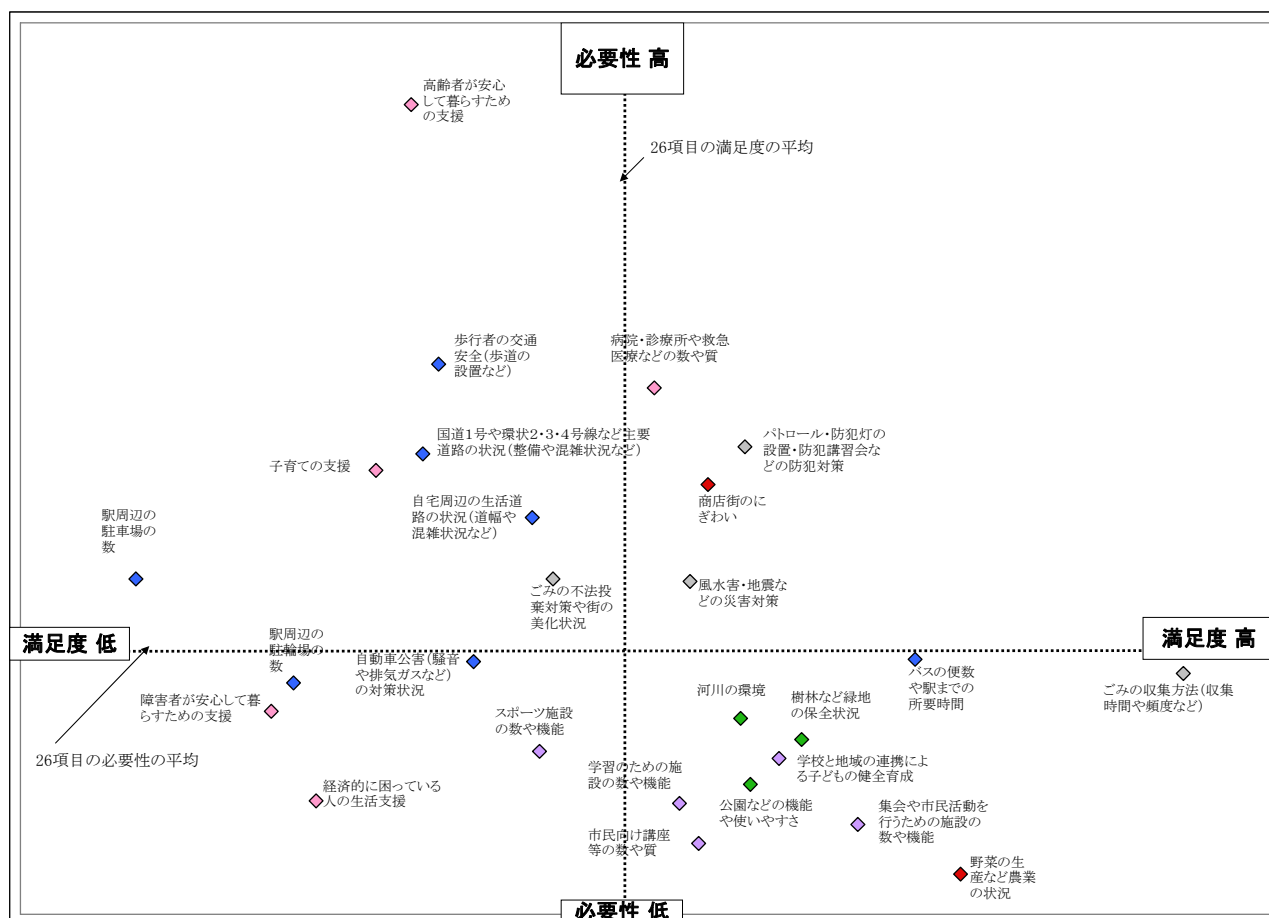 必要性 高
高齢者が安心
して暮らすため
の支援
26項目の満足度の平均
歩行者の交通
安全(歩道の
設置など)
病院・診療所や救急
医療などの数や質
国道1号や環状2・3・4号線など主要
道路の状況(整備や混雑状況など)
パトロール・防犯灯の
設置・防犯講習会な
どの防犯対策
子育ての支援
自宅周辺の生活道
路の状況(道幅や
混雑状況など)
商店街のに
ぎわい
駅周辺の
駐車場の
数
ごみの不法投
棄対策や街の
美化状況
風水害・地震な
どの災害対策
満足度 低
満足度 高
駅周辺の
駐輪場の
数
自動車公害(騒音
や排気ガスなど)
の対策状況
バスの便数
や駅までの
所要時間
ごみの収集方法(収集
時間や頻度など)
障害者が安心して暮
らすための支援
河川の環境
樹林など緑地
の保全状況
スポーツ施設
の数や機能
26項目の必要性の平均
学校と地域の連携によ
る子どもの健全育成
学習のための施
設の数や機能
経済的に困っている
人の生活支援
公園などの機能
や使いやすさ
集会や市民活動を
行うための施設の
数や機能
市民向け講座
等の数や質
野菜の生
産など農業
の状況
必要性 低